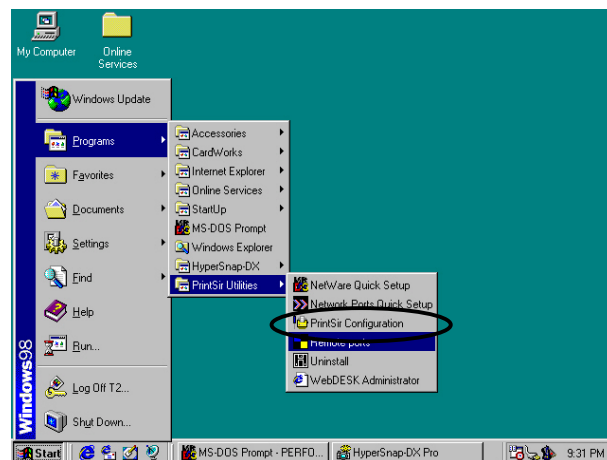 My Computer
Online
Services
Windows Update
Programs
Favorites
Documents
Settings
Find
Help
Run...
Log Off T2...
Shut Down...
Windows98
Accessories
CardWorks
Internet Explorer
Online Services
StartUp
MS-DOS Prompt
Windows Explorer
HyperSnap-DX
PrintSir Utilities
NetWare Quick Setup
Network Ports Quick Setup
PrintSir Configuration
Remote ports
Uninstall
WebDESK Administrator
Start
MS-DOS Prompt - PERFO...
HyperSnap-DX Pro
9:31 PM